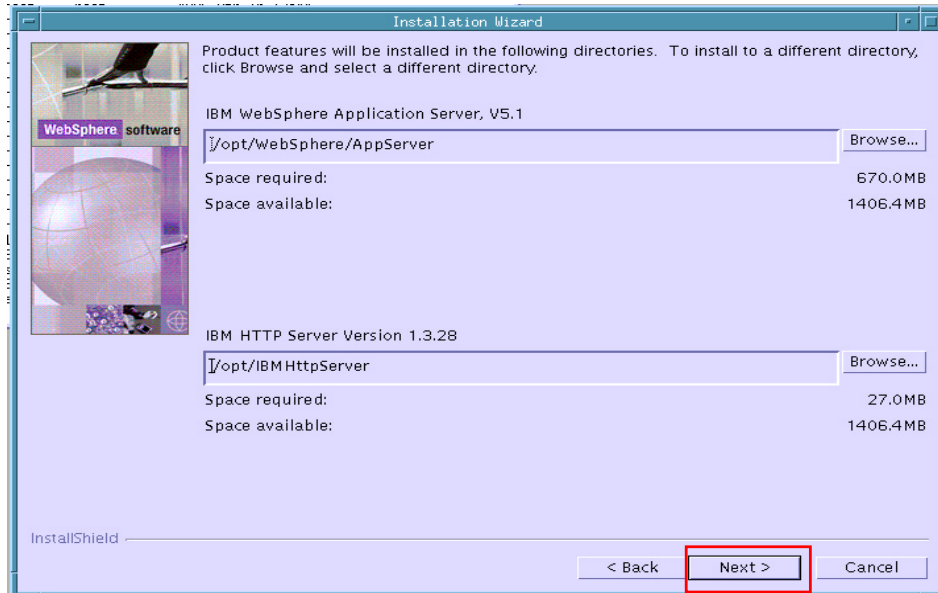 Installation Wizard
Product features will be installed in the following directories. To install to a different directory,
click Browse and select a different directory.
WebSphere software
IBM WebSphere Application Server, V5.1
/opt/WebSphere/AppServer
Browse...
Space required: 670.0MB
Space available: 1406.4MB
IBM HTTP Server Version 1.3.28
/opt/IBMHttpServer
Browse...
Space required: 27.0MB
Space available: 1406.4MB
InstallShield
< Back Next > Cancel